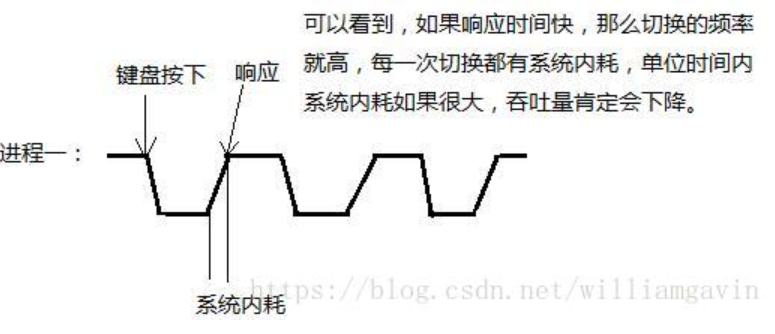 可以看到，如果响应时间快，那么切换的频率
就高，每一次切换都有系统内耗，单位时间内
系统内耗如果很大，吞吐量肯定会下降。
键盘按下
响应
进程一：
系统内耗
https://blog.csdn.net/williamgavin